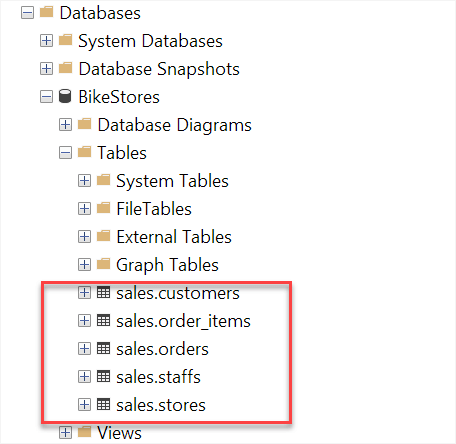 Databases
System Databases
Database Snapshots
BikeStores
Database Diagrams
Tables
System Tables
FileTables
External Tables
Graph Tables
sales.customers
sales.order_items
sales.orders
sales.staffs
sales.stores
Views